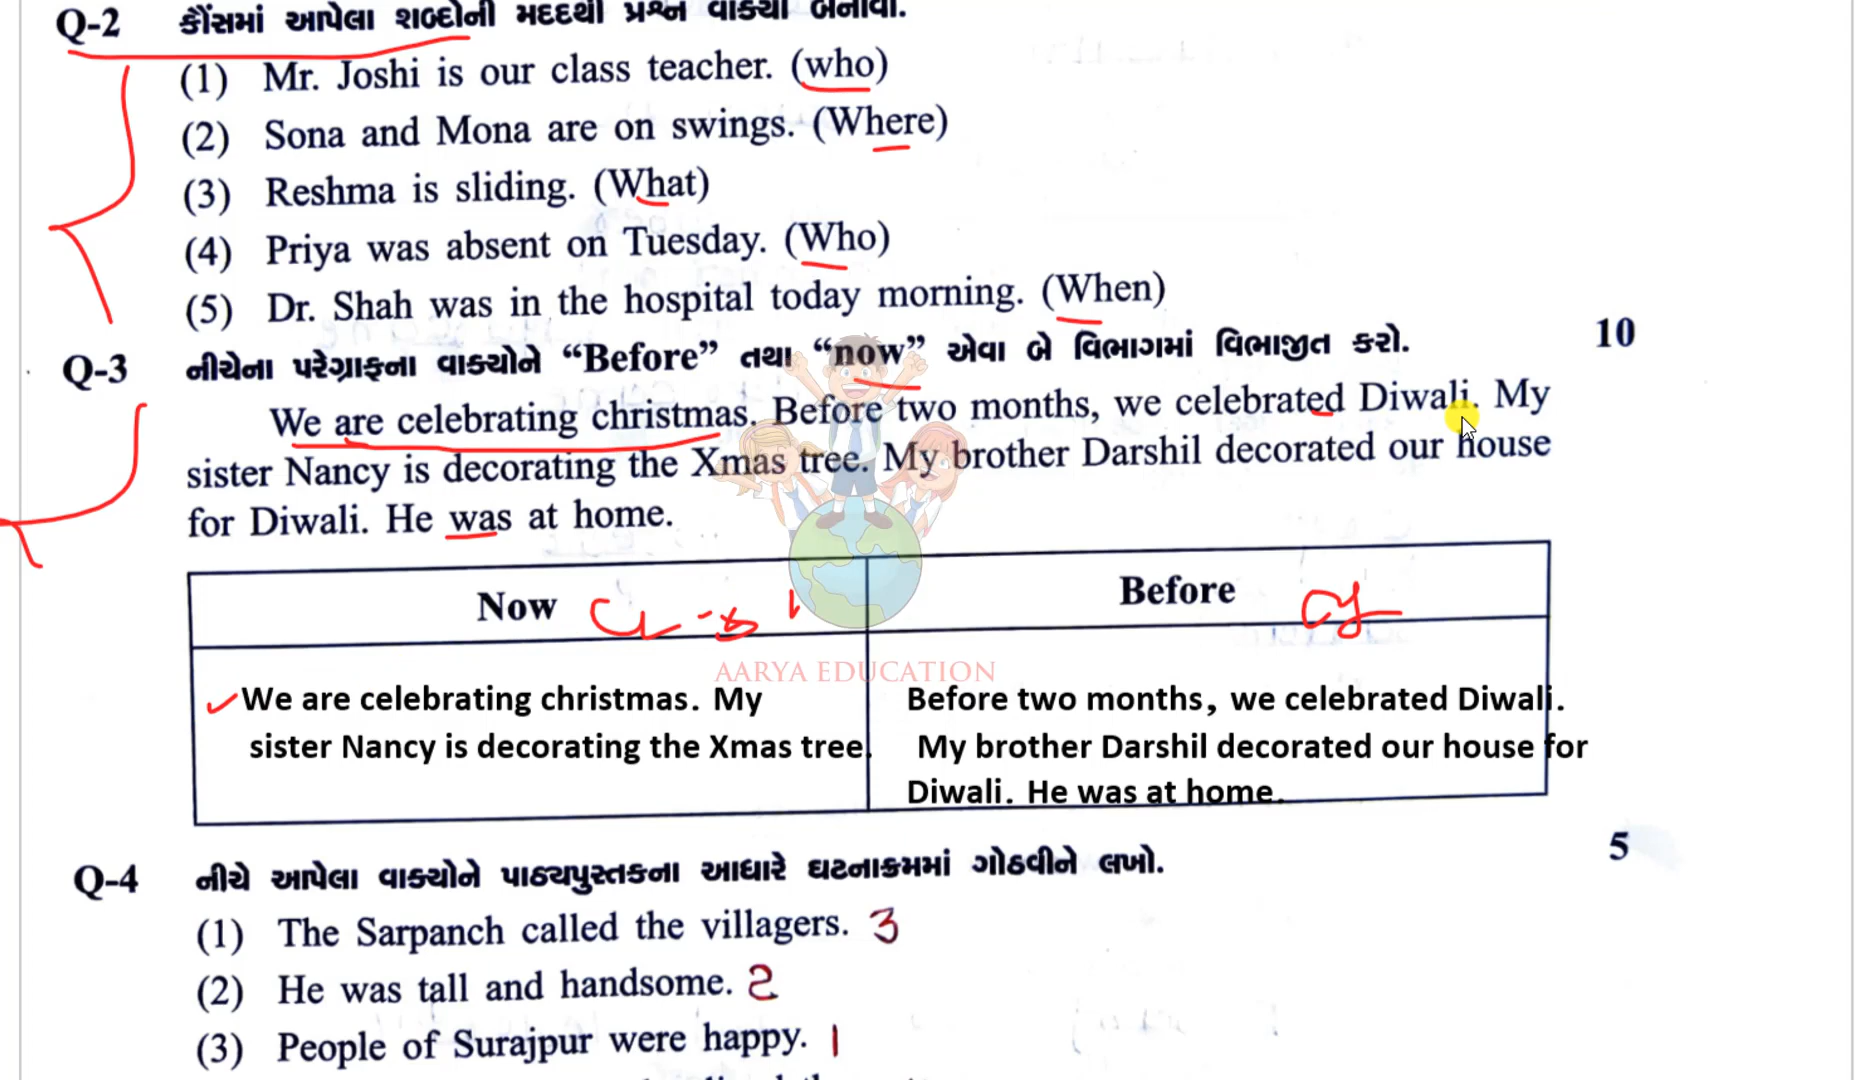 Q-2 કૌંસમાં આપેલા શબ્દોની મદદથી પ્રશ્ન વાક્યો બનાવો.
(1) Mr. Joshi is our class teacher. (who)
(2) Sona and Mona are on swings. (Where)
(3) Reshma is sliding. (What)
(4) Priya was absent on Tuesday. (Who)
(5) Dr. Shah was in the hospital today morning. (When)
Q-3 નીચેના પરેગ્રાફના વાક્યોને “Before” તથા “now” એવા બે વિભાગમાં વિભાજીત કરો. 10
We are celebrating christmas. Before two months, we celebrated Diwali. My
sister Nancy is decorating the Xmas tree. My brother Darshil decorated our house
for Diwali. He was at home.
Now Before
AARYA EDUCATION
We are celebrating christmas. My
sister Nancy is decorating the Xmas tree.
Before two months, we celebrated Diwali.
My brother Darshil decorated our house for
Diwali. He was at home.
Q-4 નીચે આપેલા વાક્યોને પાઠ્યપુસ્તકના આધારે ઘટનાક્રમમાં ગોઠવીને લખો. 5
(1) The Sarpanch called the villagers. 3
(2) He was tall and handsome. 2
(3) People of Surajpur were happy. 1